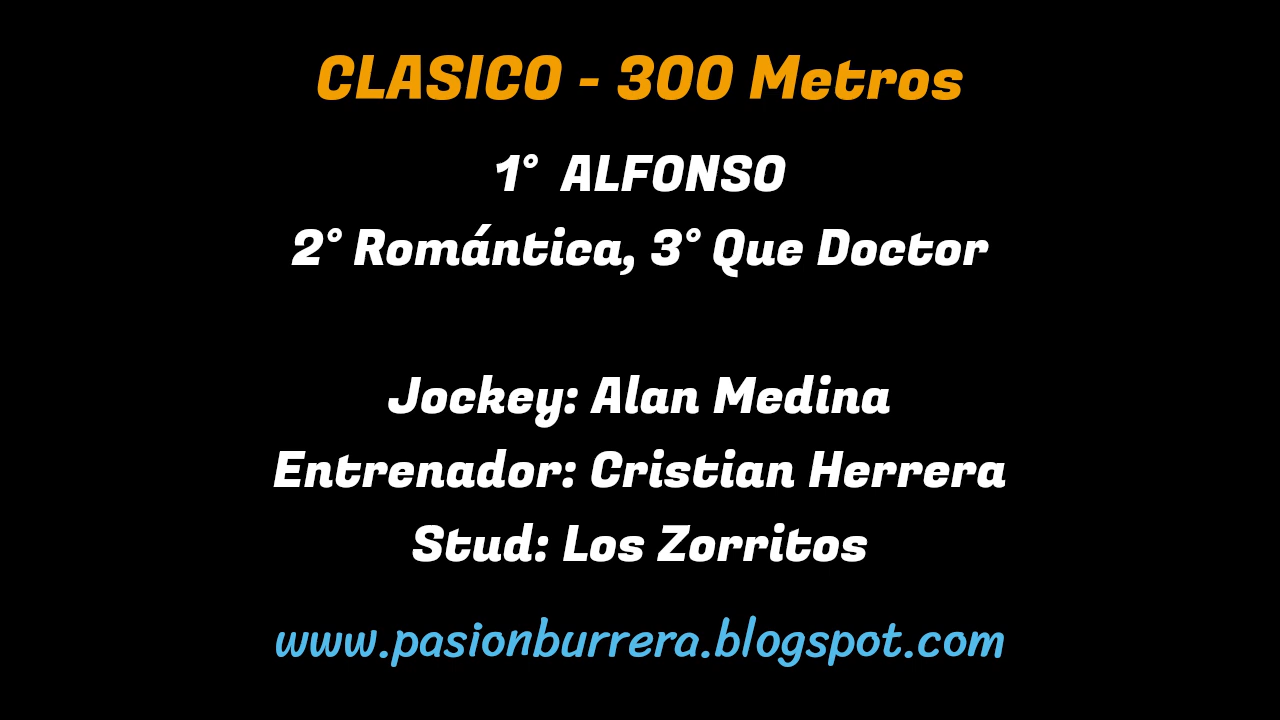 CLASICO - 300 Metros
1° ALFONSO
2° Romántica, 3° Que Doctor
Jockey: Alan Medina
Entrenador: Cristian Herrera
Stud: Los Zorritos
www.pasionburrera.blogspot.com